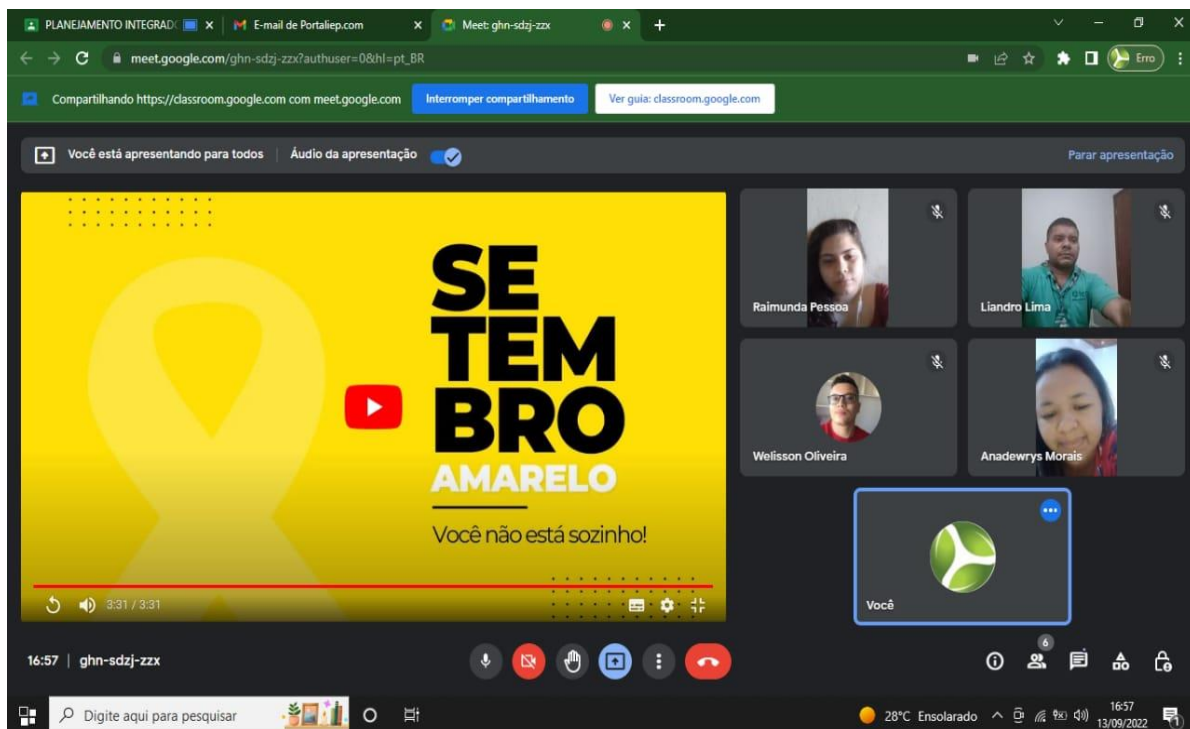 PLANEJAMENTO INTEGRAD
E-mail de Portaliep.com
Meet: ghn-sdzj-zzx
meet.google.com/ghn-sdzj-zzx?authuser=0&hl=pt_BR
Erro
Compartilhando https://classroom.google.com com meet.google.com
Interromper compartilhamento
Ver guia: classroom.google.com
Você está apresentando para todos
Áudio da apresentação
Parar apresentação
SE
TEM
BRO
AMARELO
Você não está sozinho!
3:31 / 3:31
Raimunda Pessoa
Liandro Lima
Welisson Oliveira
Anadewrys Morais
Você
16:57 | ghn-sdzj-zzx
6
Digite aqui para pesquisar
28°C Ensolarado
16:57
13/09/2022
1